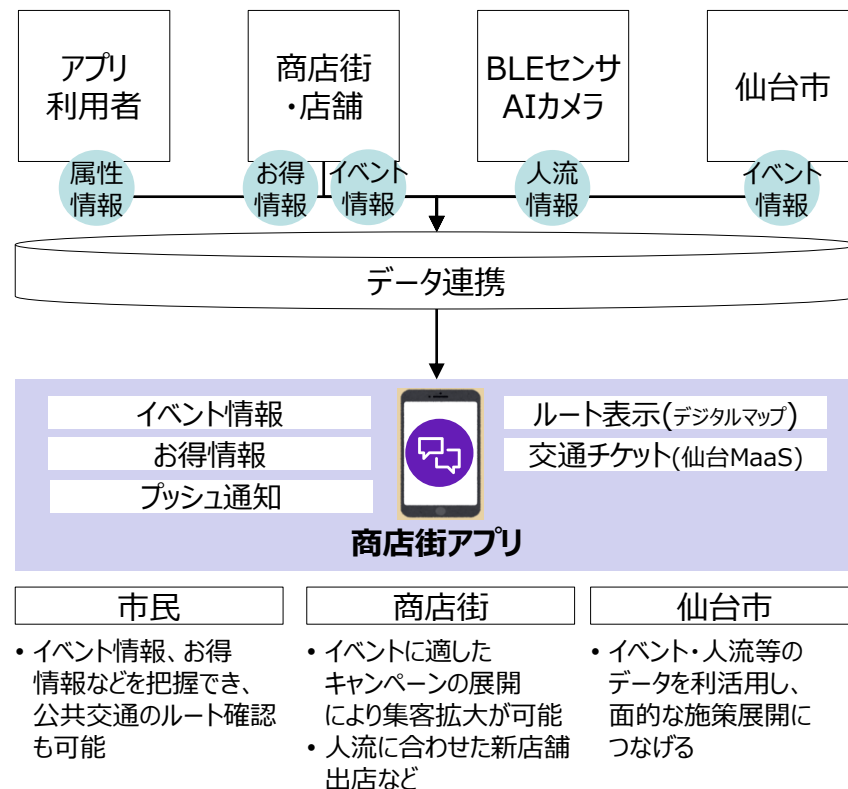 アプリ
利用者
商店街
・店舗
BLEセンサ
AIカメラ
仙台市
属性
情報
お得
情報
イベント
情報
人流
情報
イベント
情報
データ連携
イベント情報
お得情報
プッシュ通知
ルート表示(デジタルマップ)
交通チケット(仙台MaaS)
商店街アプリ
市民
• イベント情報、お得
情報などを把握でき、
公共交通のルート確認
も可能
商店街
• イベントに適した
キャンペーンの展開
により集客拡大が可能
• 人流に合わせた新店舗
出店など
仙台市
• イベント・人流等の
データを利活用し、
面的な施策展開に
つなげる